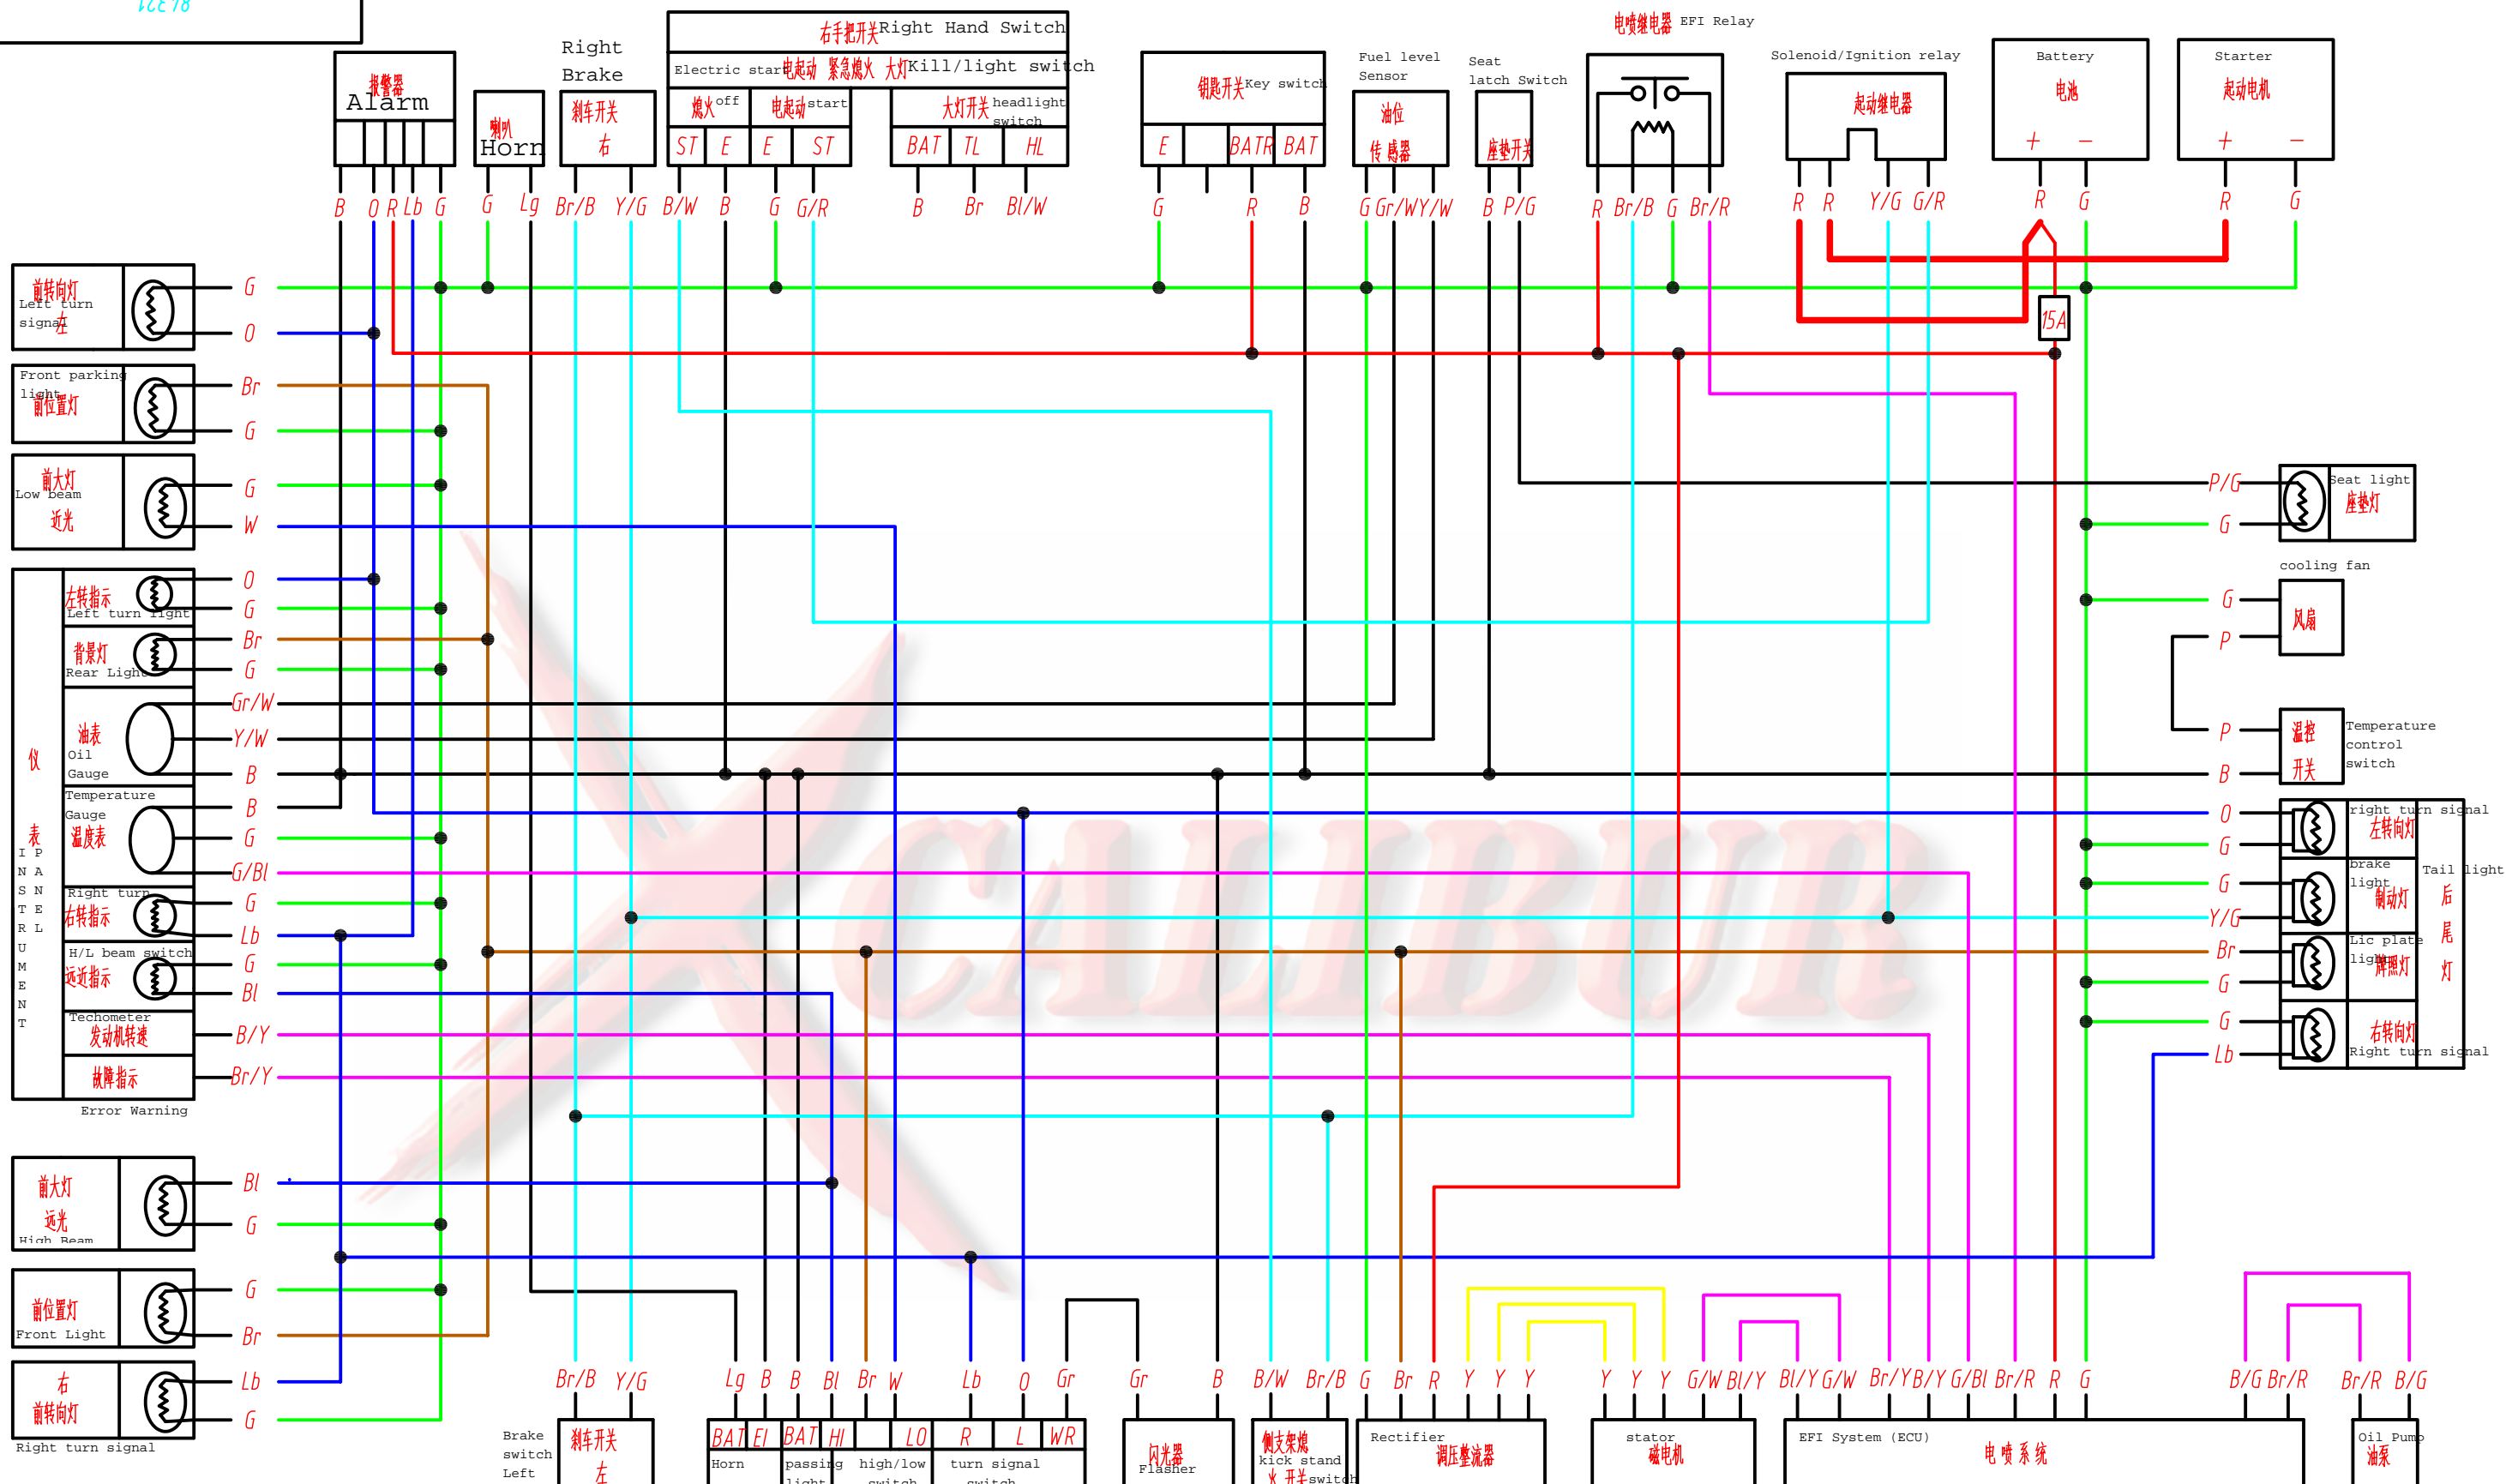 8L321
报警器
Alarm
喇叭
Horn
Right
Brake
刹车开关
右
右手把开关Right Hand Switch
Electric start电起动 紧急熄火 大灯Kill/light switch
熄火 off
电起动 start
大灯开关 headlight
switch
ST E E ST BAT TL HL
钥匙开关 Key switch
E BATR BAT
Fuel level
Sensor
油位
传感器
Seat
latch Switch
座垫开关
电喷继电器 EFI Relay
Solenoid/Ignition relay
起动继电器
Battery
电池
+ −
Starter
起动电机
+ −
B O R Lb G G Lg Br/B Y/G B/W B G G/R B Br Bl/W G R B G Gr/W Y/W B P/G R Br/B G Br/R R R Y/G G/R R G R G
15A
前转向灯
Left turn
signal
左
G
O
Front parking
light
前位置灯
Br
G
前大灯
Low beam
近光
G
W
仪
表
INSTRUMENT
PANEL
左转指示
Left turn light
O
G
背景灯
Rear Light
Br
G
油表
Oil
Gauge
Gr/W
Y/W
B
Temperature
Gauge
温度表
B
G
G/Bl
Right turn
右转指示
G
Lb
H/L beam switch
远近指示
G
Bl
Techometer
发动机转速
B/Y
故障指示
Br/Y
Error Warning
前大灯
远光
High Beam
Bl
G
前位置灯
Front Light
G
Br
右
前转向灯
Lb
G
Right turn signal
XCALIBUR
P/G
G
Seat light
座垫灯
cooling fan
G
P
风扇
P
B
温控
开关
Temperature
control
switch
O
G
right turn signal
左转向灯
G
Y/G
brake
light
制动灯
Br
G
Lic plate
light
牌照灯
G
Lb
右转向灯
Right turn signal
Tail light
后
尾
灯
Br/B Y/G Lg B B Bl Br W Lb O Gr Gr B B/W Br/B G Br R Y Y Y Y Y Y G/W Bl/Y Bl/Y G/W Br/Y B/Y G/Bl Br/R R G B/G Br/R Br/R B/G
Brake
switch
Left
刹车开关
左
BAT EI BAT HI LO R L WR
Horn
passing
light
high/low
switch
turn signal
switch
闪光器
Flasher
侧支架熄
kick stand
火 开关switch
Rectifier
调压整流器
stator
磁电机
EFI System (ECU)
电喷系统
Oil Pump
油泵